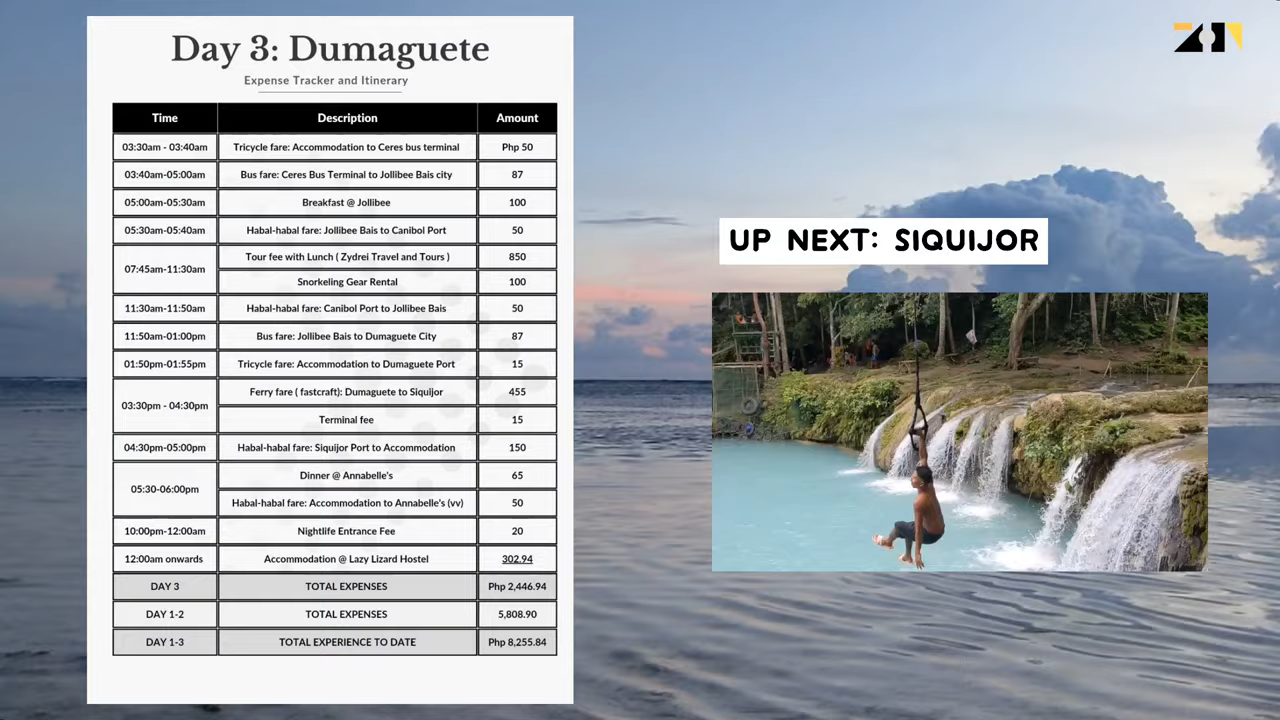 Day 3: Dumaguete
Expense Tracker and Itinerary
Time Description Amount
03:30am - 03:40am Tricycle fare: Accommodation to Ceres bus terminal Php 50
03:40am-05:00am Bus fare: Ceres Bus Terminal to Jollibee Bais city 87
05:00am-05:30am Breakfast @ Jollibee 100
05:30am-05:40am Habal-habal fare: Jollibee Bais to Canibol Port 50
07:45am-11:30am Tour fee with Lunch ( Zydrei Travel and Tours ) 850
Snorkeling Gear Rental 100
11:30am-11:50am Habal-habal fare: Canibol Port to Jollibee Bais 50
11:50am-01:00pm Bus fare: Jollibee Bais to Dumaguete City 87
01:50pm-01:55pm Tricycle fare: Accommodation to Dumaguete Port 15
03:30pm - 04:30pm Ferry fare ( fastcraft): Dumaguete to Siquijor 455
Terminal fee 15
04:30pm-05:00pm Habal-habal fare: Siquijor Port to Accommodation 150
05:30-06:00pm Dinner @ Annabelle's 65
Habal-habal fare: Accommodation to Annabelle's (vv) 50
10:00pm-12:00am Nightlife Entrance Fee 20
12:00am onwards Accommodation @ Lazy Lizard Hostel 302.94
DAY 3 TOTAL EXPENSES Php 2,446.94
DAY 1-2 TOTAL EXPENSES 5,808.90
DAY 1-3 TOTAL EXPERIENCE TO DATE Php 8,255.84
UP NEXT: SIQUIJOR